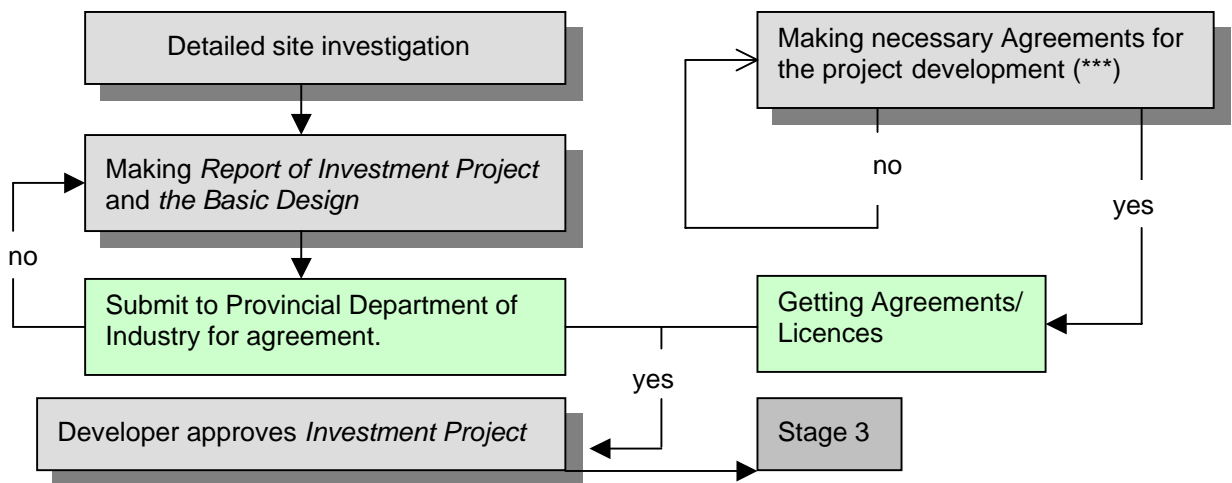 Detailed site investigation
Making Report of Investment Project
and the Basic Design
no
Submit to Provincial Department of
Industry for agreement.
Making necessary Agreements for
the project development (***)
no
yes
Getting Agreements/
Licences
yes
Developer approves Investment Project
Stage 3